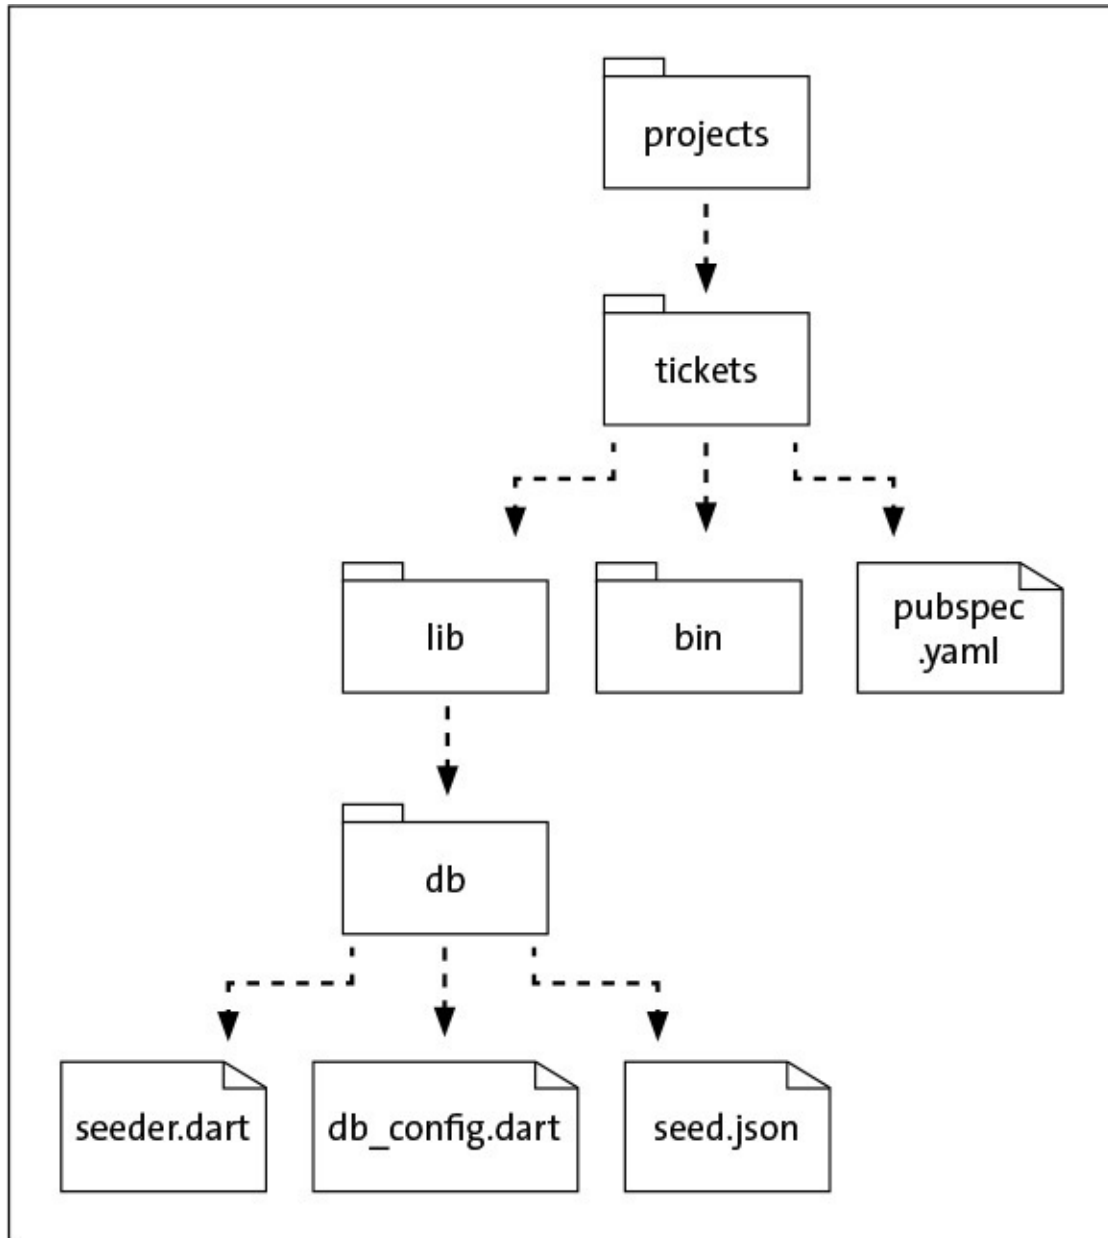 projects
tickets
lib
bin
pubspec
.yaml
db
seeder.dart
db_config.dart
seed.json